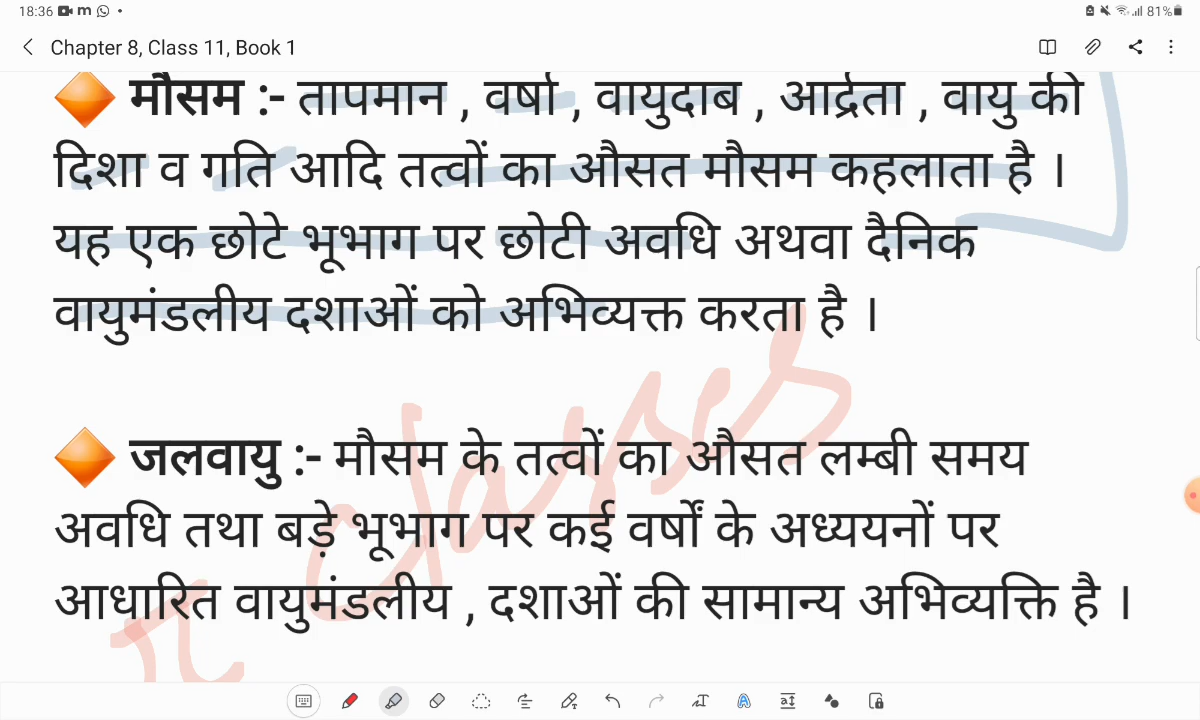 18:36 81%
Chapter 8, Class 11, Book 1
मौसम :- तापमान , वर्षा , वायुदाब , आर्द्रता , वायु की
दिशा व गति आदि तत्वों का औसत मौसम कहलाता है ।
यह एक छोटे भूभाग पर छोटी अवधि अथवा दैनिक
वायुमंडलीय दशाओं को अभिव्यक्त करता है ।
जलवायु :- मौसम के तत्वों का औसत लम्बी समय
अवधि तथा बड़े भूभाग पर कई वर्षों के अध्ययनों पर
आधारित वायुमंडलीय , दशाओं की सामान्य अभिव्यक्ति है ।
π classes